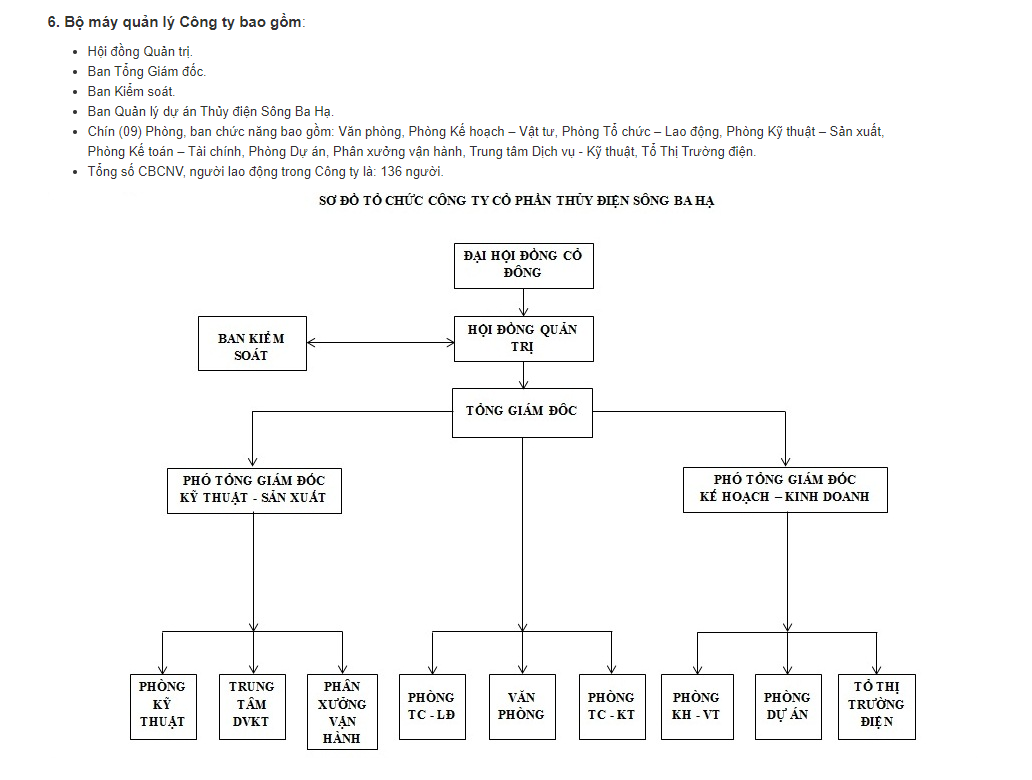 6. Bộ máy quản lý Công ty bao gồm:
Hội đồng Quản trị.
Ban Tổng Giám đốc.
Ban Kiểm soát.
Ban Quản lý dự án Thủy điện Sông Ba Hạ.
Chín (09) Phòng, ban chức năng bao gồm: Văn phòng, Phòng Kế hoạch – Vật tư, Phòng Tổ chức – Lao động, Phòng Kỹ thuật – Sản xuất,
Phòng Kế toán – Tài chính, Phòng Dự án, Phân xưởng vận hành, Trung tâm Dịch vụ - Kỹ thuật, Tổ Thị Trường điện.
Tổng số CBCNV, người lao động trong Công ty là: 136 người.
SƠ ĐỒ TỔ CHỨC CÔNG TY CỔ PHẦN THỦY ĐIỆN SÔNG BA HẠ
ĐẠI HỘI ĐỒNG CỔ
ĐÔNG
BAN KIỂM
SOÁT
HỘI ĐỒNG QUẢN
TRỊ
TỔNG GIÁM ĐỐC
PHÓ TỔNG GIÁM ĐỐC
KỸ THUẬT - SẢN XUẤT
PHÓ TỔNG GIÁM ĐỐC
KẾ HOẠCH – KINH DOANH
PHÒNG
KỸ
THUẬT
TRUNG
TÂM
DVKT
PHÂN
XƯỞNG
VẬN
HÀNH
PHÒNG
TC - LĐ
VĂN
PHÒNG
PHÒNG
TC - KT
PHÒNG
KH - VT
PHÒNG
DỰ ÁN
TỔ THỊ
TRƯỜNG
ĐIỆN